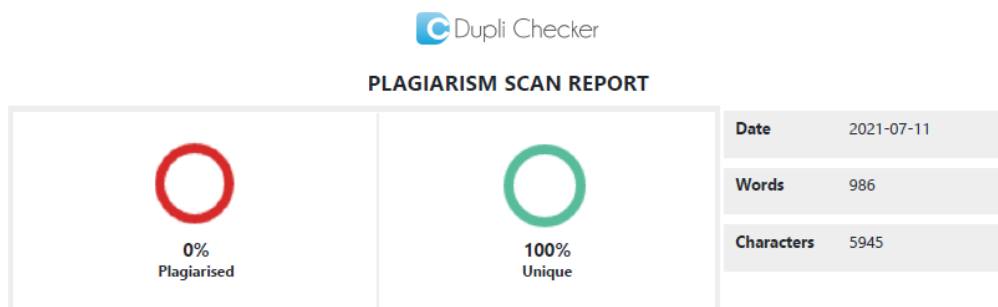 Dupli Checker
PLAGIARISM SCAN REPORT
0%
Plagiarised
100%
Unique
Date 2021-07-11
Words 986
Characters 5945